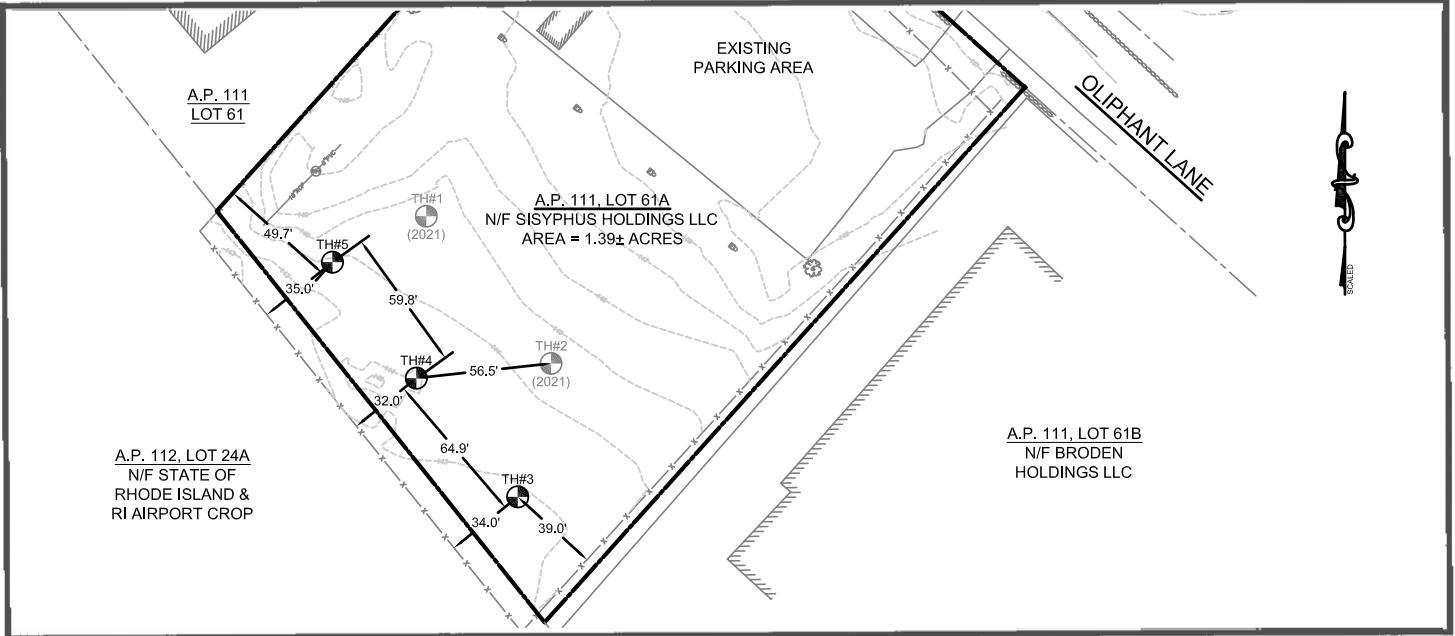 EXISTING
PARKING AREA
OLIPHANT LANE
A.P. 111
LOT 61
TH#1
(2021)
A.P. 111, LOT 61A
N/F SISYPHUS HOLDINGS LLC
AREA = 1.39± ACRES
49.7'
TH#5
35.0'
59.8'
SCALED
TH#4
56.5'
TH#2
(2021)
32.0'
64.9'
A.P. 112, LOT 24A
N/F STATE OF
RHODE ISLAND &
RI AIRPORT CROP
A.P. 111, LOT 61B
N/F BRODEN
HOLDINGS LLC
TH#3
34.0'
39.0'